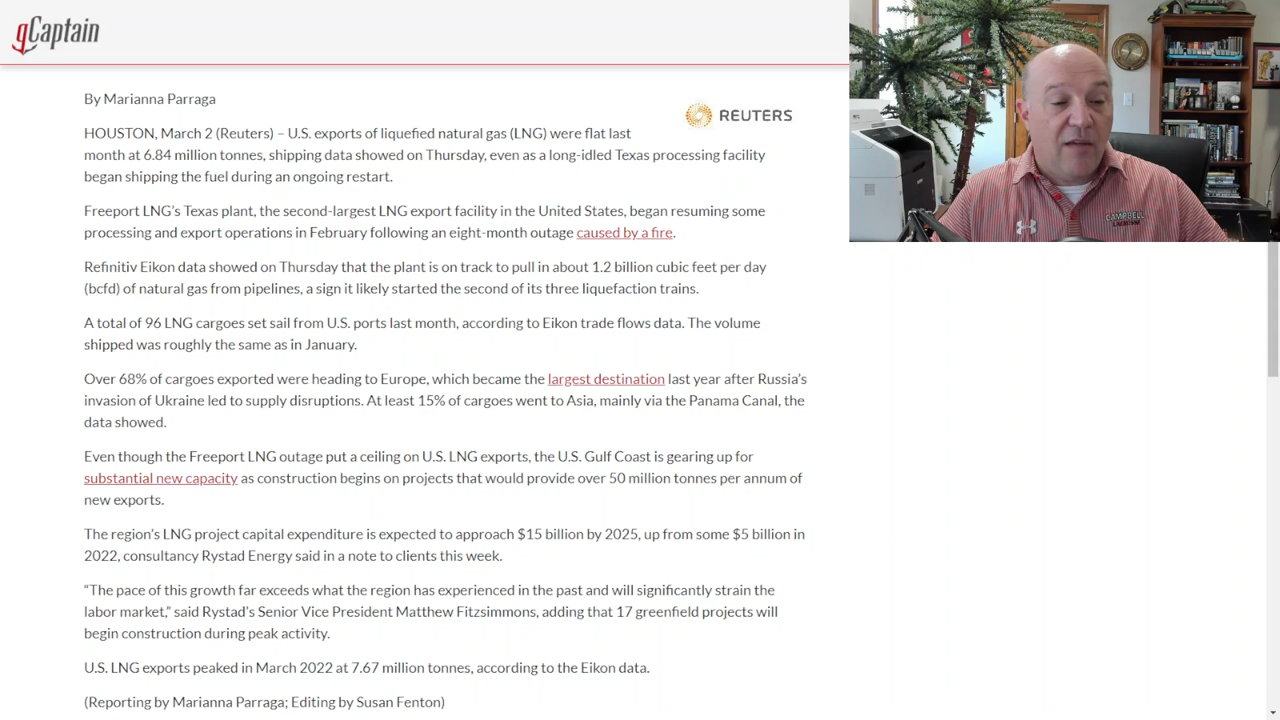 gCaptain
By Marianna Parraga
REUTERS
HOUSTON, March 2 (Reuters) – U.S. exports of liquefied natural gas (LNG) were flat last
month at 6.84 million tonnes, shipping data showed on Thursday, even as a long-idled Texas processing facility
began shipping the fuel during an ongoing restart.
Freeport LNG’s Texas plant, the second-largest LNG export facility in the United States, began resuming some
processing and export operations in February following an eight-month outage caused by a fire.
Refinitiv Eikon data showed on Thursday that the plant is on track to pull in about 1.2 billion cubic feet per day
(bcfd) of natural gas from pipelines, a sign it likely started the second of its three liquefaction trains.
A total of 96 LNG cargoes set sail from U.S. ports last month, according to Eikon trade flows data. The volume
shipped was roughly the same as in January.
Over 68% of cargoes exported were heading to Europe, which became the largest destination last year after Russia’s
invasion of Ukraine led to supply disruptions. At least 15% of cargoes went to Asia, mainly via the Panama Canal, the
data showed.
Even though the Freeport LNG outage put a ceiling on U.S. LNG exports, the U.S. Gulf Coast is gearing up for
substantial new capacity as construction begins on projects that would provide over 50 million tonnes per annum of
new exports.
The region’s LNG project capital expenditure is expected to approach $15 billion by 2025, up from some $5 billion in
2022, consultancy Rystad Energy said in a note to clients this week.
“The pace of this growth far exceeds what the region has experienced in the past and will significantly strain the
labor market,” said Rystad’s Senior Vice President Matthew Fitzsimmons, adding that 17 greenfield projects will
begin construction during peak activity.
U.S. LNG exports peaked in March 2022 at 7.67 million tonnes, according to the Eikon data.
(Reporting by Marianna Parraga; Editing by Susan Fenton)
CAMPBELL